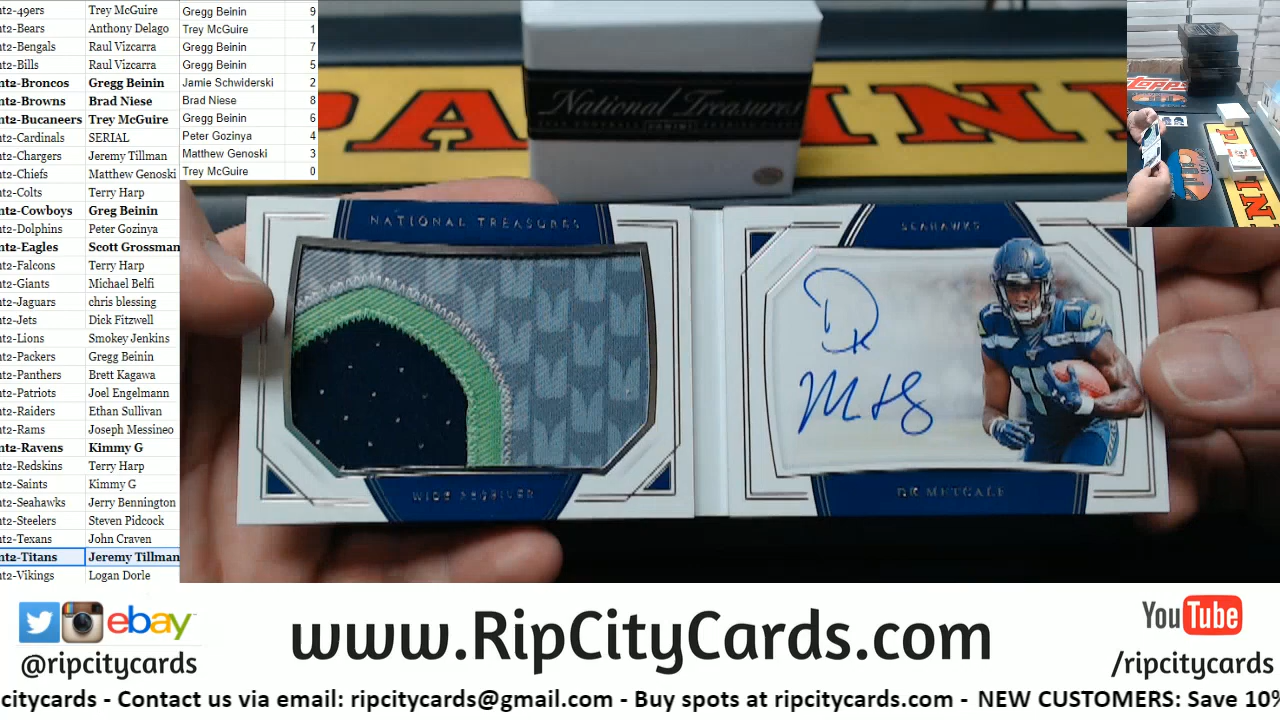 nt2-49ers Trey McGuire Gregg Beinin 9
nt2-Bears Anthony Delago Trey McGuire 1
nt2-Bengals Raul Vizcarra Gregg Beinin 7
nt2-Bills Raul Vizcarra Gregg Beinin 5
nt2-Broncos Gregg Beinin Jamie Schwiderski 2
nt2-Browns Brad Niese Brad Niese 8
nt2-Bucaneers Trey McGuire Gregg Beinin 6
nt2-Cardinals SERIAL Peter Gozinya 4
nt2-Chargers Jeremy Tillman Matthew Genoski 3
nt2-Chiefs Matthew Genoski Trey McGuire 0
nt2-Colts Terry Harp
nt2-Cowboys Greg Beinin
nt2-Dolphins Peter Gozinya
nt2-Eagles Scott Grossman
nt2-Falcons Terry Harp
nt2-Giants Michael Belfi
nt2-Jaguars chris blessing
nt2-Jets Dick Fitzwell
nt2-Lions Smokey Jenkins
nt2-Packers Gregg Beinin
nt2-Panthers Brett Kagawa
nt2-Patriots Joel Engelmann
nt2-Raiders Ethan Sullivan
nt2-Rams Joseph Messineo
nt2-Ravens Kimmy G
nt2-Redskins Terry Harp
nt2-Saints Kimmy G
nt2-Seahawks Jerry Bennington
nt2-Steelers Steven Pidcock
nt2-Texans John Craven
nt2-Titans Jeremy Tillman
nt2-Vikings Logan Dorle
National Treasures
PANINI
NATIONAL TREASURES
SEAHAWKS
14
WIDE RECEIVER
DK METCALF
topps
ebay
@ripcitycards
www.RipCityCards.com
YouTube
/ripcitycards
citycards - Contact us via email: ripcitycards@gmail.com - Buy spots at ripcitycards.com - NEW CUSTOMERS: Save 10%